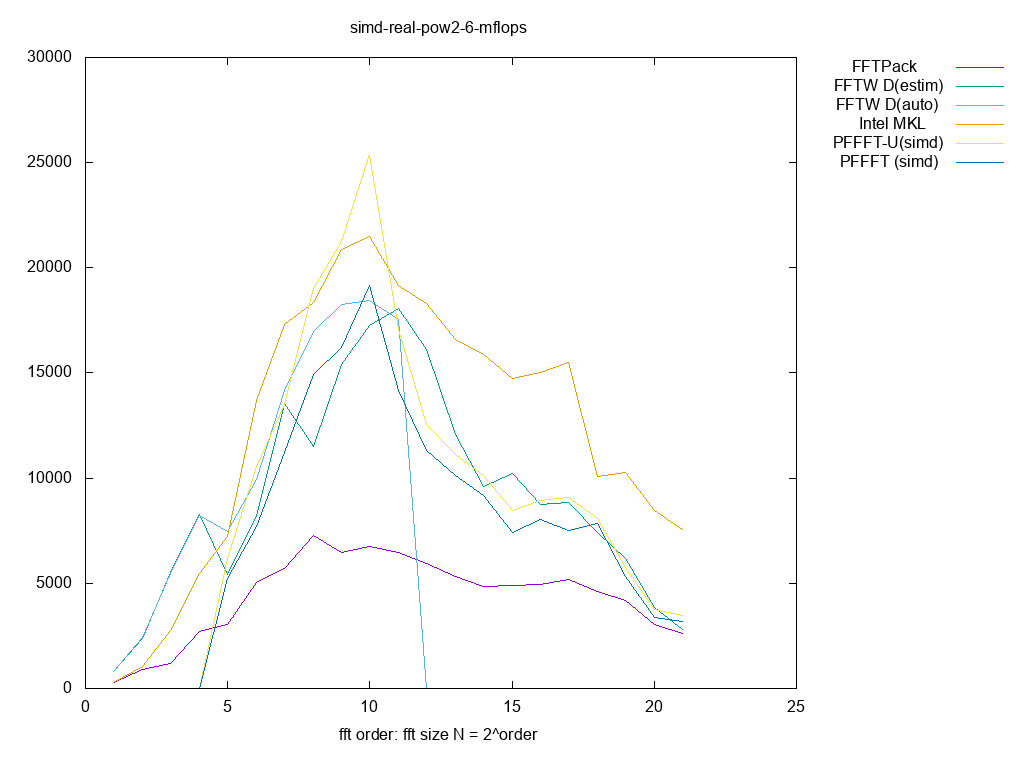 simd-real-pow2-6-mflops
30000
25000
20000
15000
10000
5000
0
0 5 10 15 20 25
fft order: fft size N = 2^order
FFTPack
FFTW D(estim)
FFTW D(auto)
Intel MKL
PFFFT-U(simd)
PFFFT (simd)